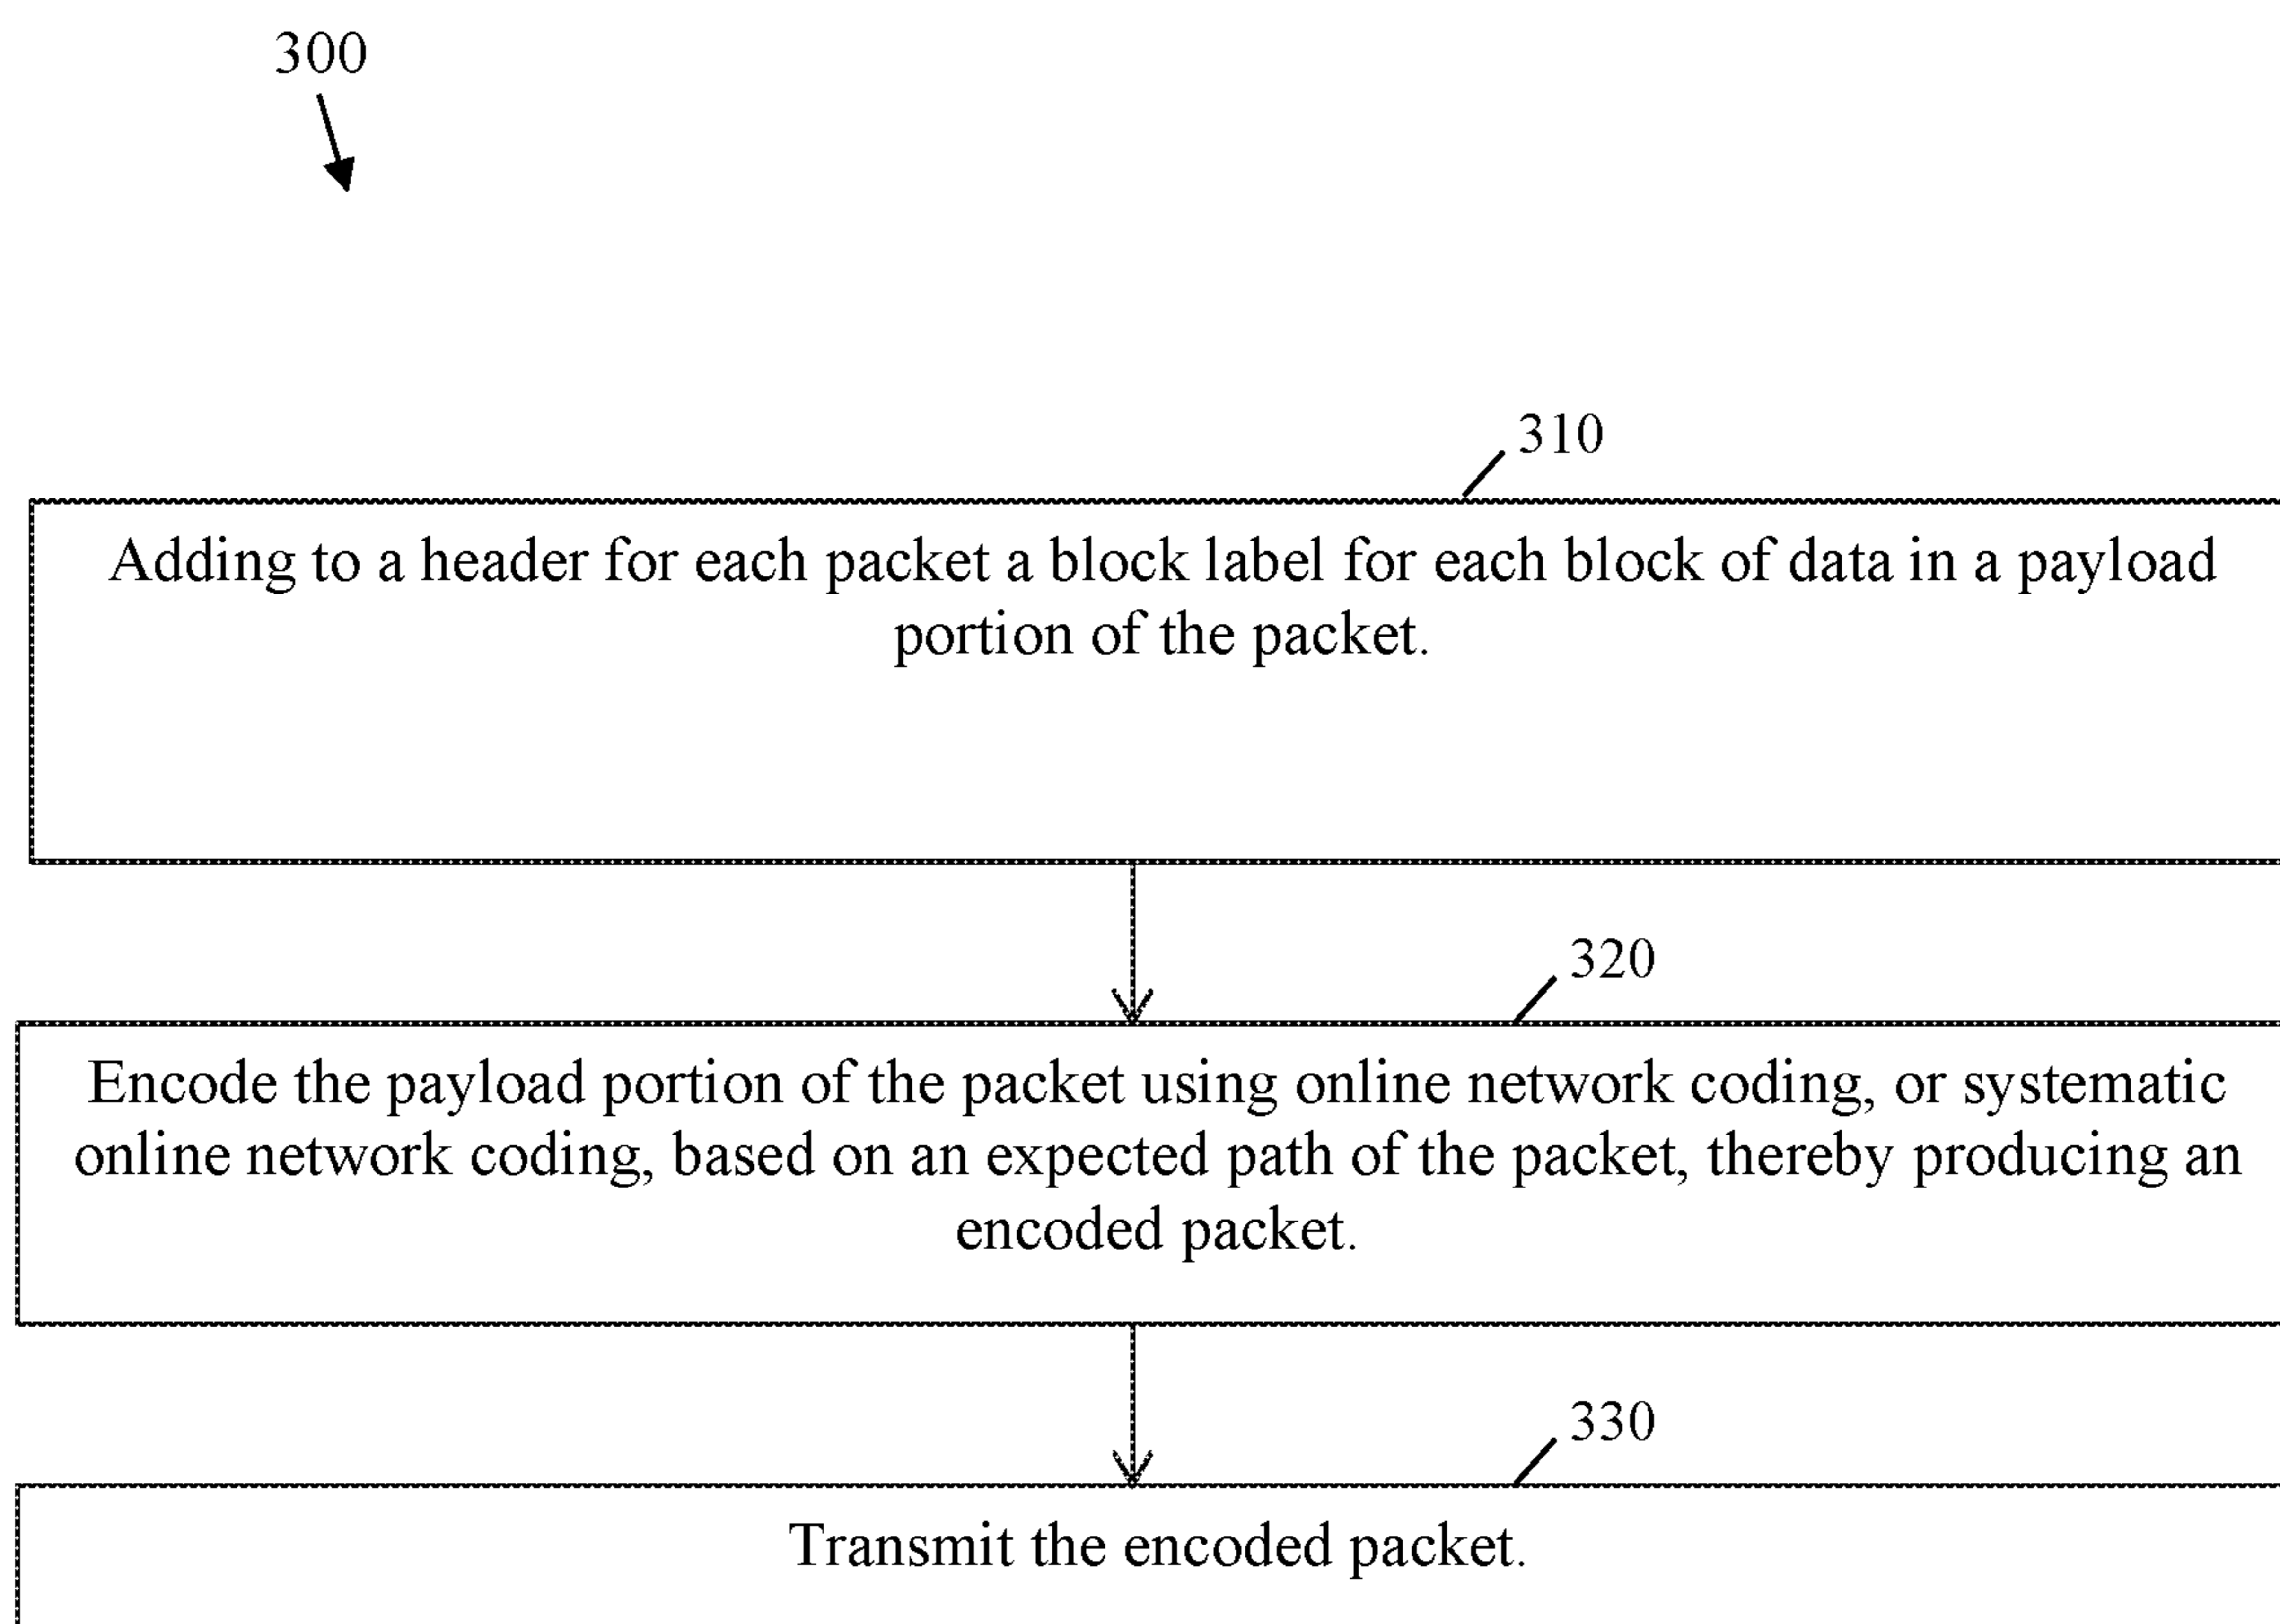 300
310
Adding to a header for each packet a block label for each block of data in a payload
portion of the packet.
320
Encode the payload portion of the packet using online network coding, or systematic
online network coding, based on an expected path of the packet, thereby producing an
encoded packet.
330
Transmit the encoded packet.